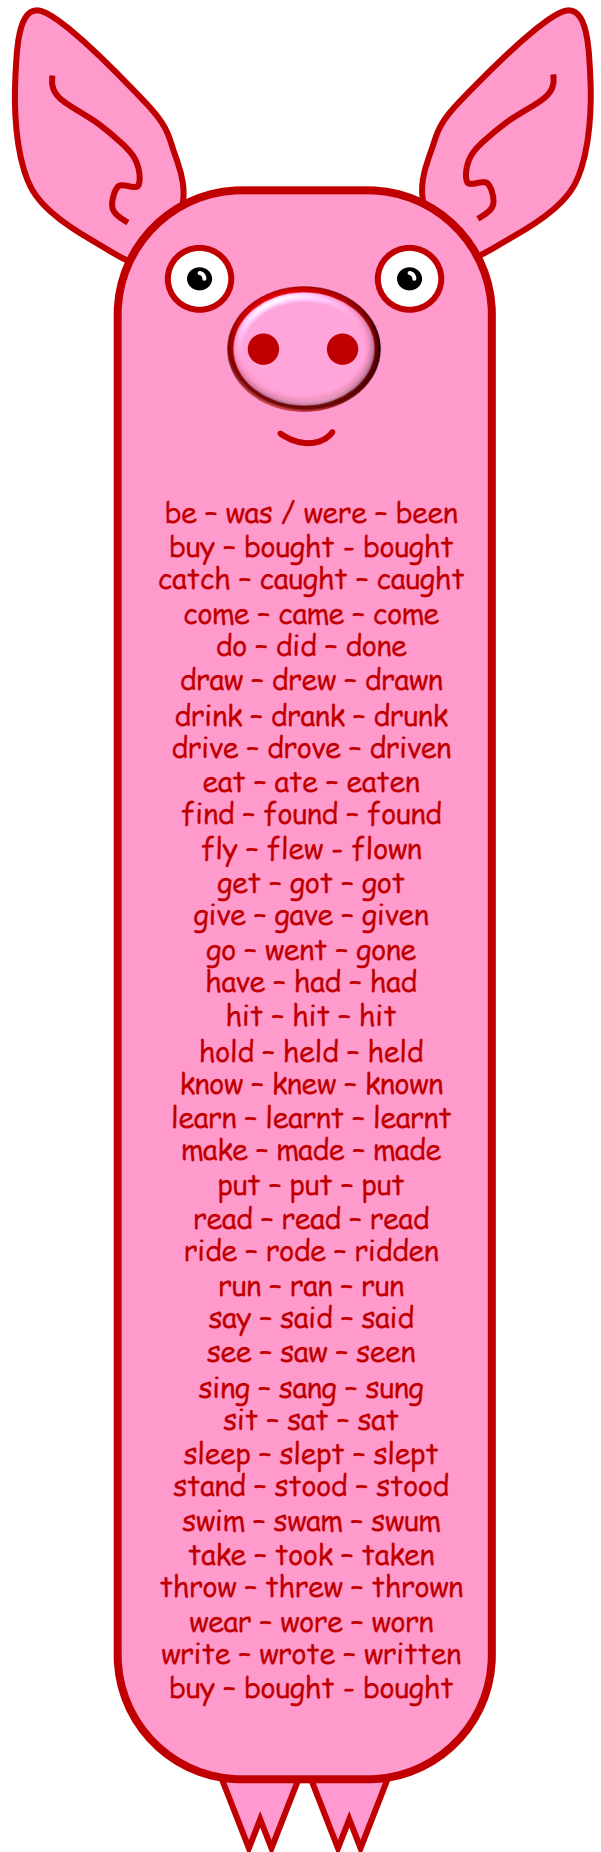 be – was / were – been
buy – bought - bought
catch – caught – caught
come – came – come
do – did – done
draw – drew – drawn
drink – drank – drunk
drive – drove – driven
eat – ate – eaten
find – found – found
fly – flew - flown
get – got – got
give – gave – given
go – went – gone
have – had – had
hit – hit – hit
hold – held – held
know – knew – known
learn – learnt – learnt
make – made – made
put – put – put
read – read – read
ride – rode – ridden
run – ran – run
say – said – said
see – saw – seen
sing – sang – sung
sit – sat – sat
sleep – slept – slept
stand – stood – stood
swim – swam – swum
take – took – taken
throw – threw – thrown
wear – wore – worn
write – wrote – written
buy – bought - bought